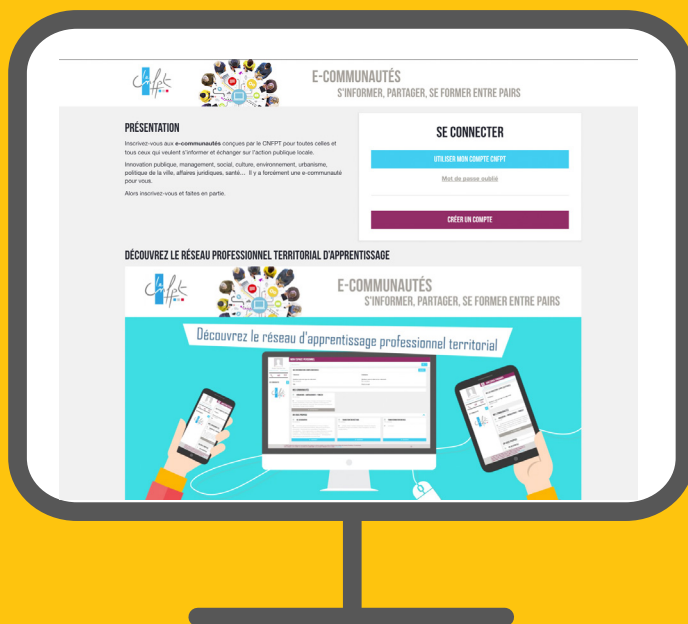 cnfpt
E-COMMUNAUTÉS
S'INFORMER, PARTAGER, SE FORMER ENTRE PAIRS
PRÉSENTATION
Inscrivez-vous aux e-communautés conçues par le CNFPT pour toutes celles et
tous ceux qui veulent s'informer et échanger sur l'action publique locale.
Innovation publique, management, social, culture, environnement, urbanisme,
politique de la ville, affaires juridiques, santé... Il y a forcément une e-communauté
pour vous.
Alors inscrivez-vous et faites en partie.
SE CONNECTER
UTILISER MON COMPTE CNFPT
Mot de passe oublié
CRÉER UN COMPTE
DÉCOUVREZ LE RÉSEAU PROFESSIONNEL TERRITORIAL D'APPRENTISSAGE
cnfpt
E-COMMUNAUTÉS
S'INFORMER, PARTAGER, SE FORMER ENTRE PAIRS
Découvrez le réseau d'apprentissage professionnel territorial